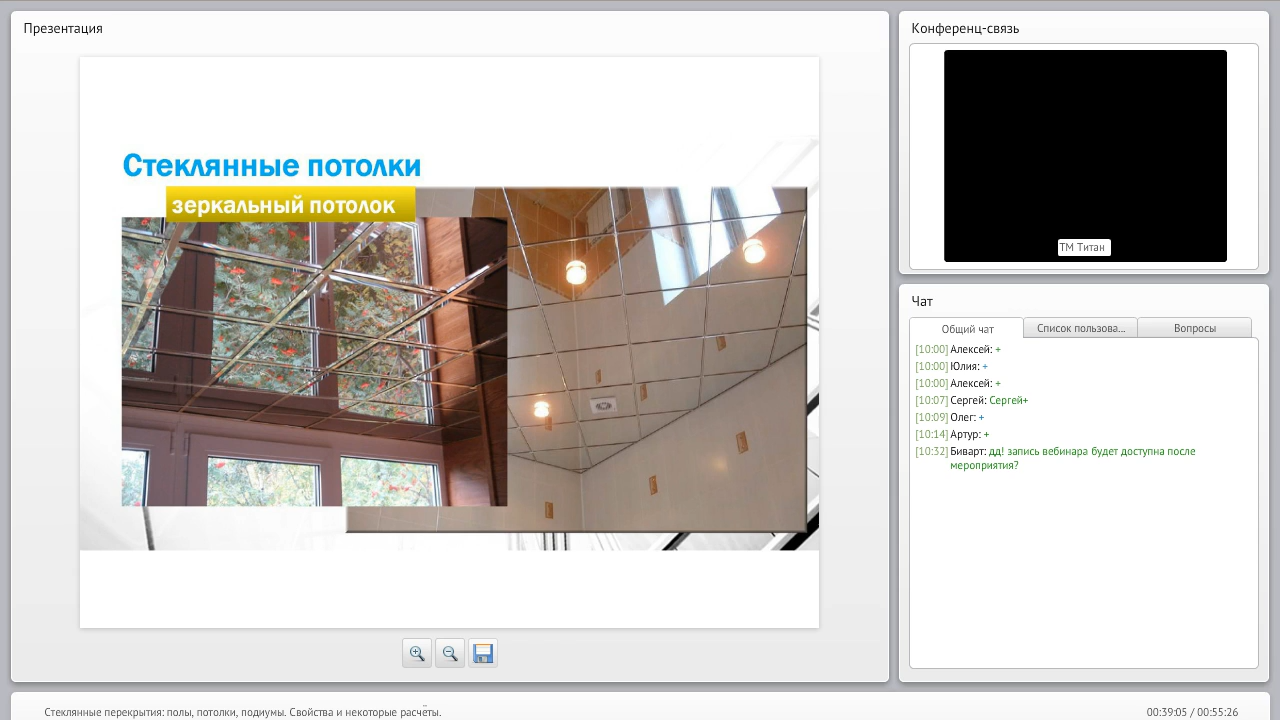 Презентация
Стеклянные потолки
зеркальный потолок
Конференц-связь
ТМ Титан
Чат
Общий чат
Список пользова...
Вопросы
[10:00] Алексей: +
[10:00] Юлия: +
[10:00] Алексей: +
[10:07] Сергей: Сергей+
[10:09] Олег: +
[10:14] Артур: +
[10:32] Биварт: дд! запись вебинара будет доступна после
мероприятия?
Стеклянные перекрытия: полы, потолки, подиумы. Свойства и некоторые расчёты.
00:39:05 / 00:55:26